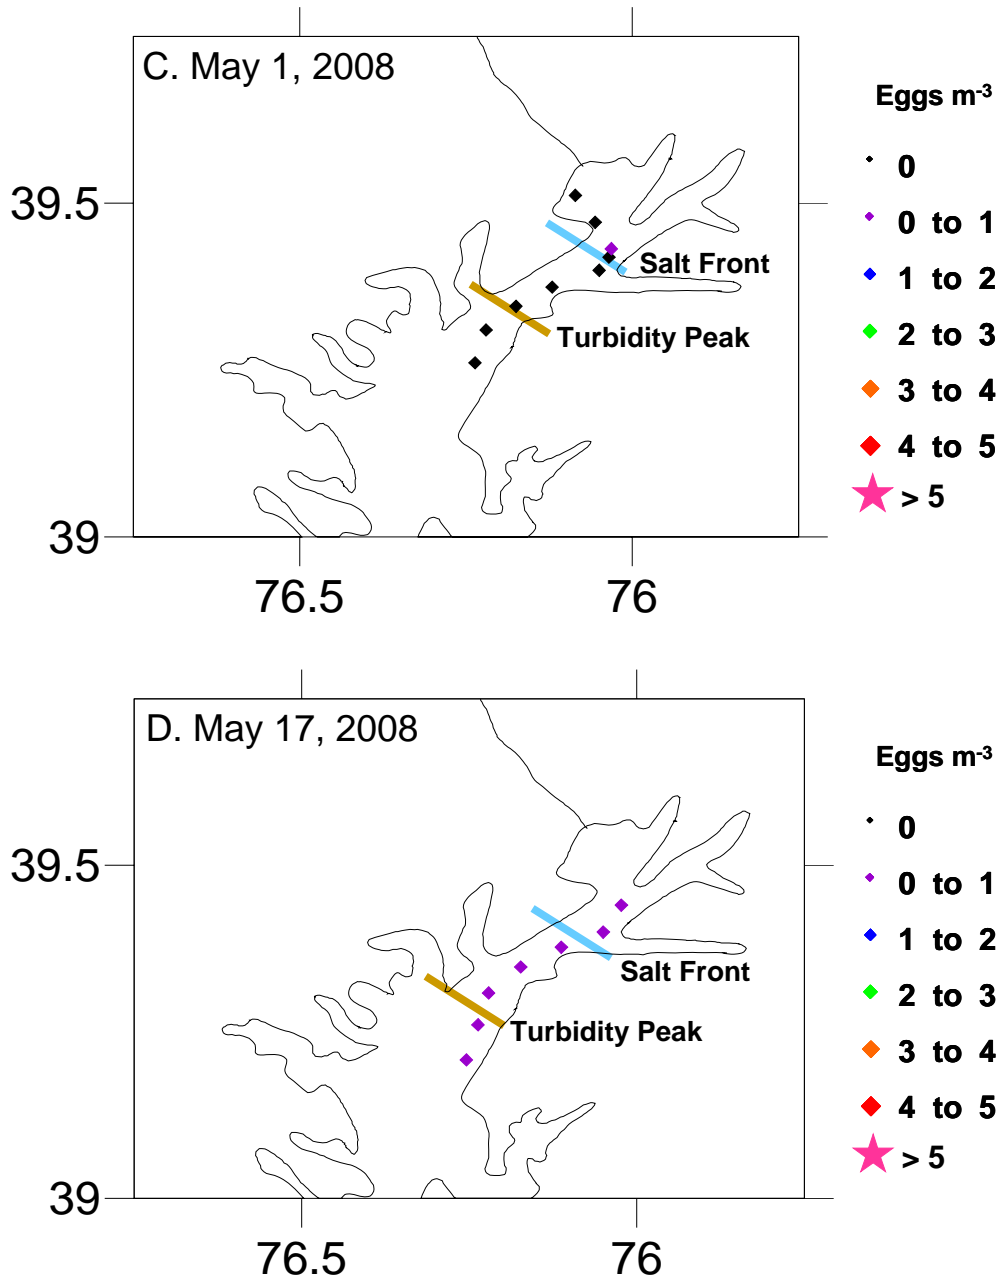 C. May 1, 2008
Eggs m-3
0
0 to 1
1 to 2
2 to 3
3 to 4
4 to 5
> 5
39.5
39
Salt Front
Turbidity Peak
76.5
76
D. May 17, 2008
Eggs m-3
0
0 to 1
1 to 2
2 to 3
3 to 4
4 to 5
> 5
39.5
39
Salt Front
Turbidity Peak
76.5
76